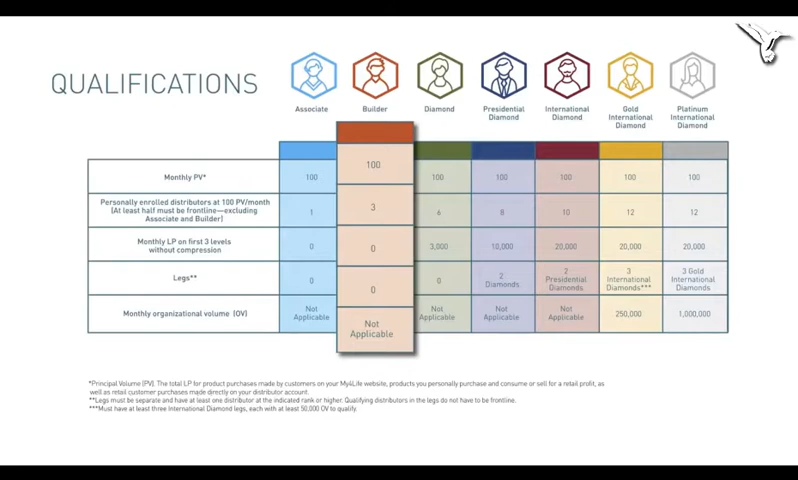 QUALIFICATIONS
Associate
Builder
Diamond
Presidential
Diamond
International
Diamond
Gold
International
Diamond
Platinum
International
Diamond
Monthly PV* 100 100 100 100 100 100 100
Personally enrolled distributors at 100 PV/month
(At least half must be frontline—excluding
Associate and Builder) 1 3 6 8 10 12 12
Monthly LP on first 3 levels
without compression 0 0 3,000 10,000 20,000 20,000 20,000
Legs** 0 0 0 2
Diamonds 2
Presidential
Diamonds 3
International
Diamonds*** 3 Gold
International
Diamonds
Monthly organizational volume (OV) Not
Applicable Not
Applicable Not
Applicable Not
Applicable Not
Applicable 250,000 1,000,000
*Principal Volume (PV). The total LP for product purchases made by customers on your My4Life website, products you personally purchase and consume or sell for a retail profit, as
well as retail customer purchases made directly on your distributor account.
**Legs must be separate and have at least one distributor at the indicated rank or higher. Qualifying distributors in the legs do not have to be frontline.
***Must have at least three International Diamond legs, each with at least 50,000 OV to qualify.